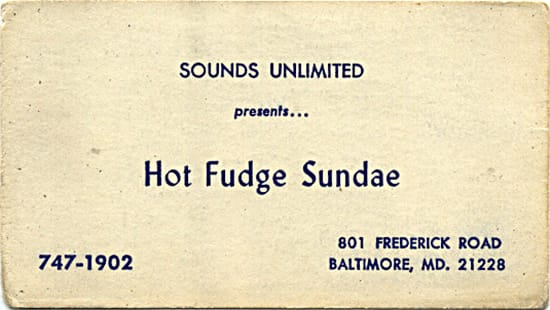 SOUNDS UNLIMITED
presents...
Hot Fudge Sundae
747-1902
801 FREDERICK ROAD
BALTIMORE, MD. 21228